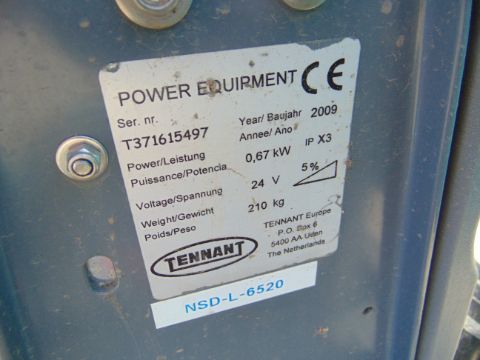 POWER EQUIPMENT CE
Ser. nr.
T371615497
Year/ Baujahr 2009
Annee/ Ano
Power/Leistung
Puissance/Potencia 0,67 kW IP X3
Voltage/Spannung 24 V 5%
Weight/Gewicht 210 kg
Poids/Peso
TENNANT
TENNANT Europe
P.O. Box 6
5400 AA Uden
The Netherlands
NSD-L-6520